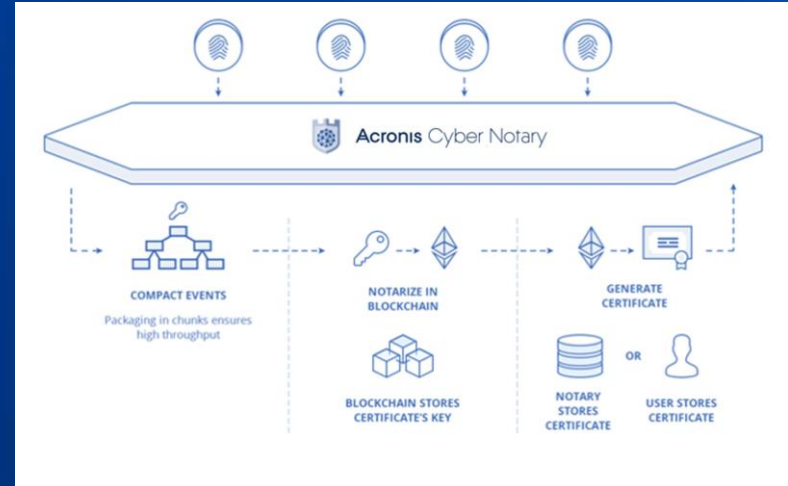 Acronis Cyber Notary
COMPACT EVENTS
Packaging in chunks ensures
high throughput
NOTARIZE IN
BLOCKCHAIN
BLOCKCHAIN STORES
CERTIFICATE'S KEY
GENERATE
CERTIFICATE
OR
NOTARY
STORES
CERTIFICATE
USER STORES
CERTIFICATE